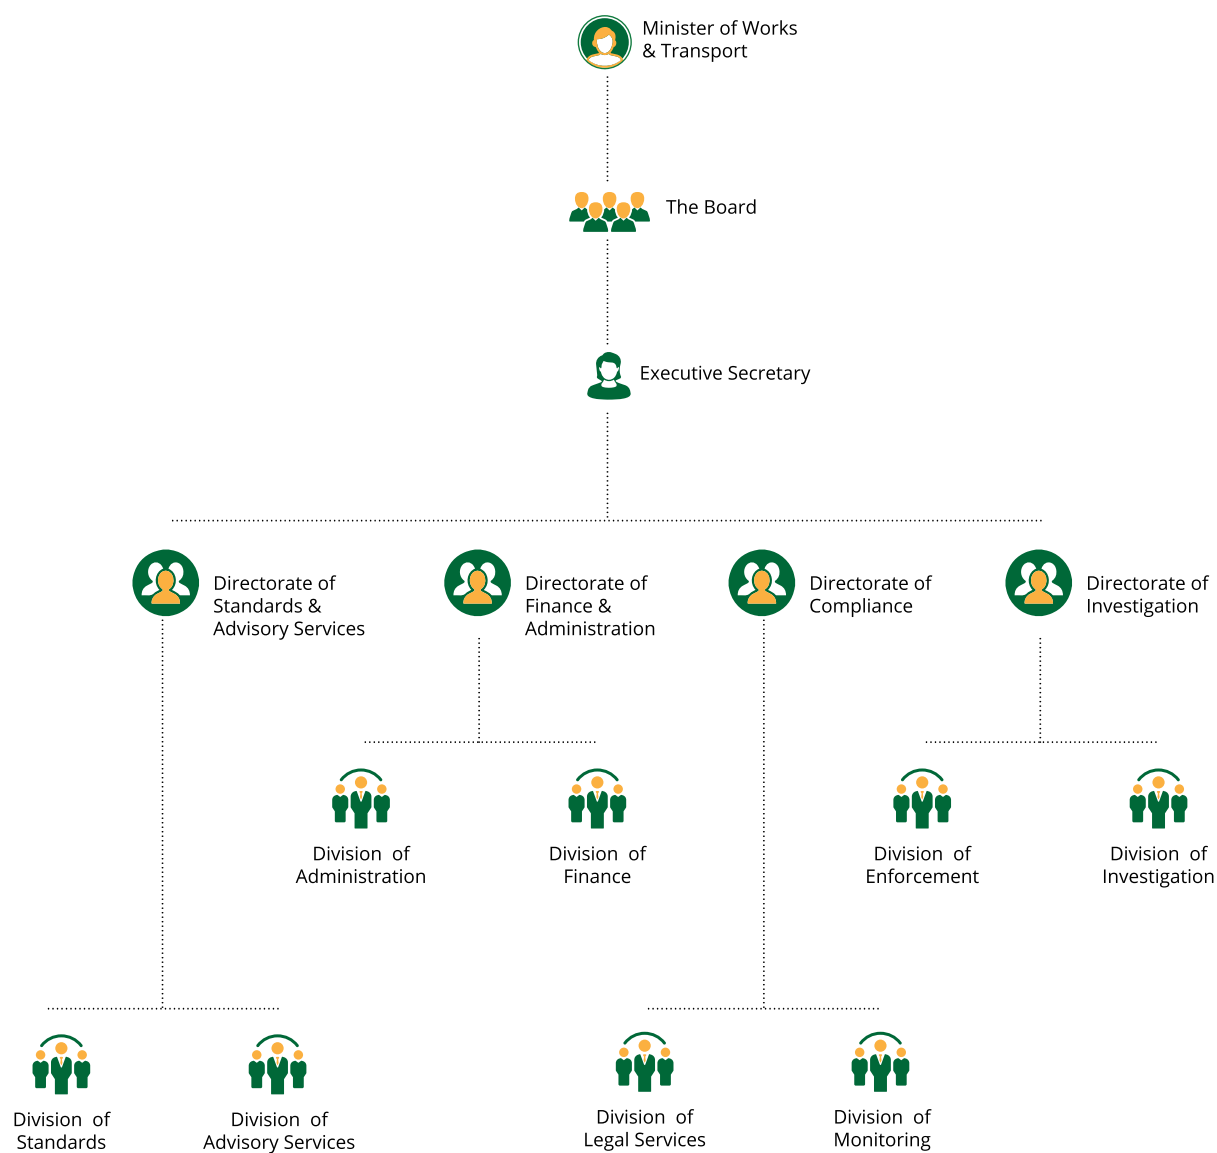 Minister of Works
& Transport
The Board
Executive Secretary
Directorate of
Standards &
Advisory Services
Directorate of
Finance &
Administration
Directorate of
Compliance
Directorate of
Investigation
Division of
Administration
Division of
Finance
Division of
Enforcement
Division of
Investigation
Division of
Standards
Division of
Advisory Services
Division of
Legal Services
Division of
Monitoring